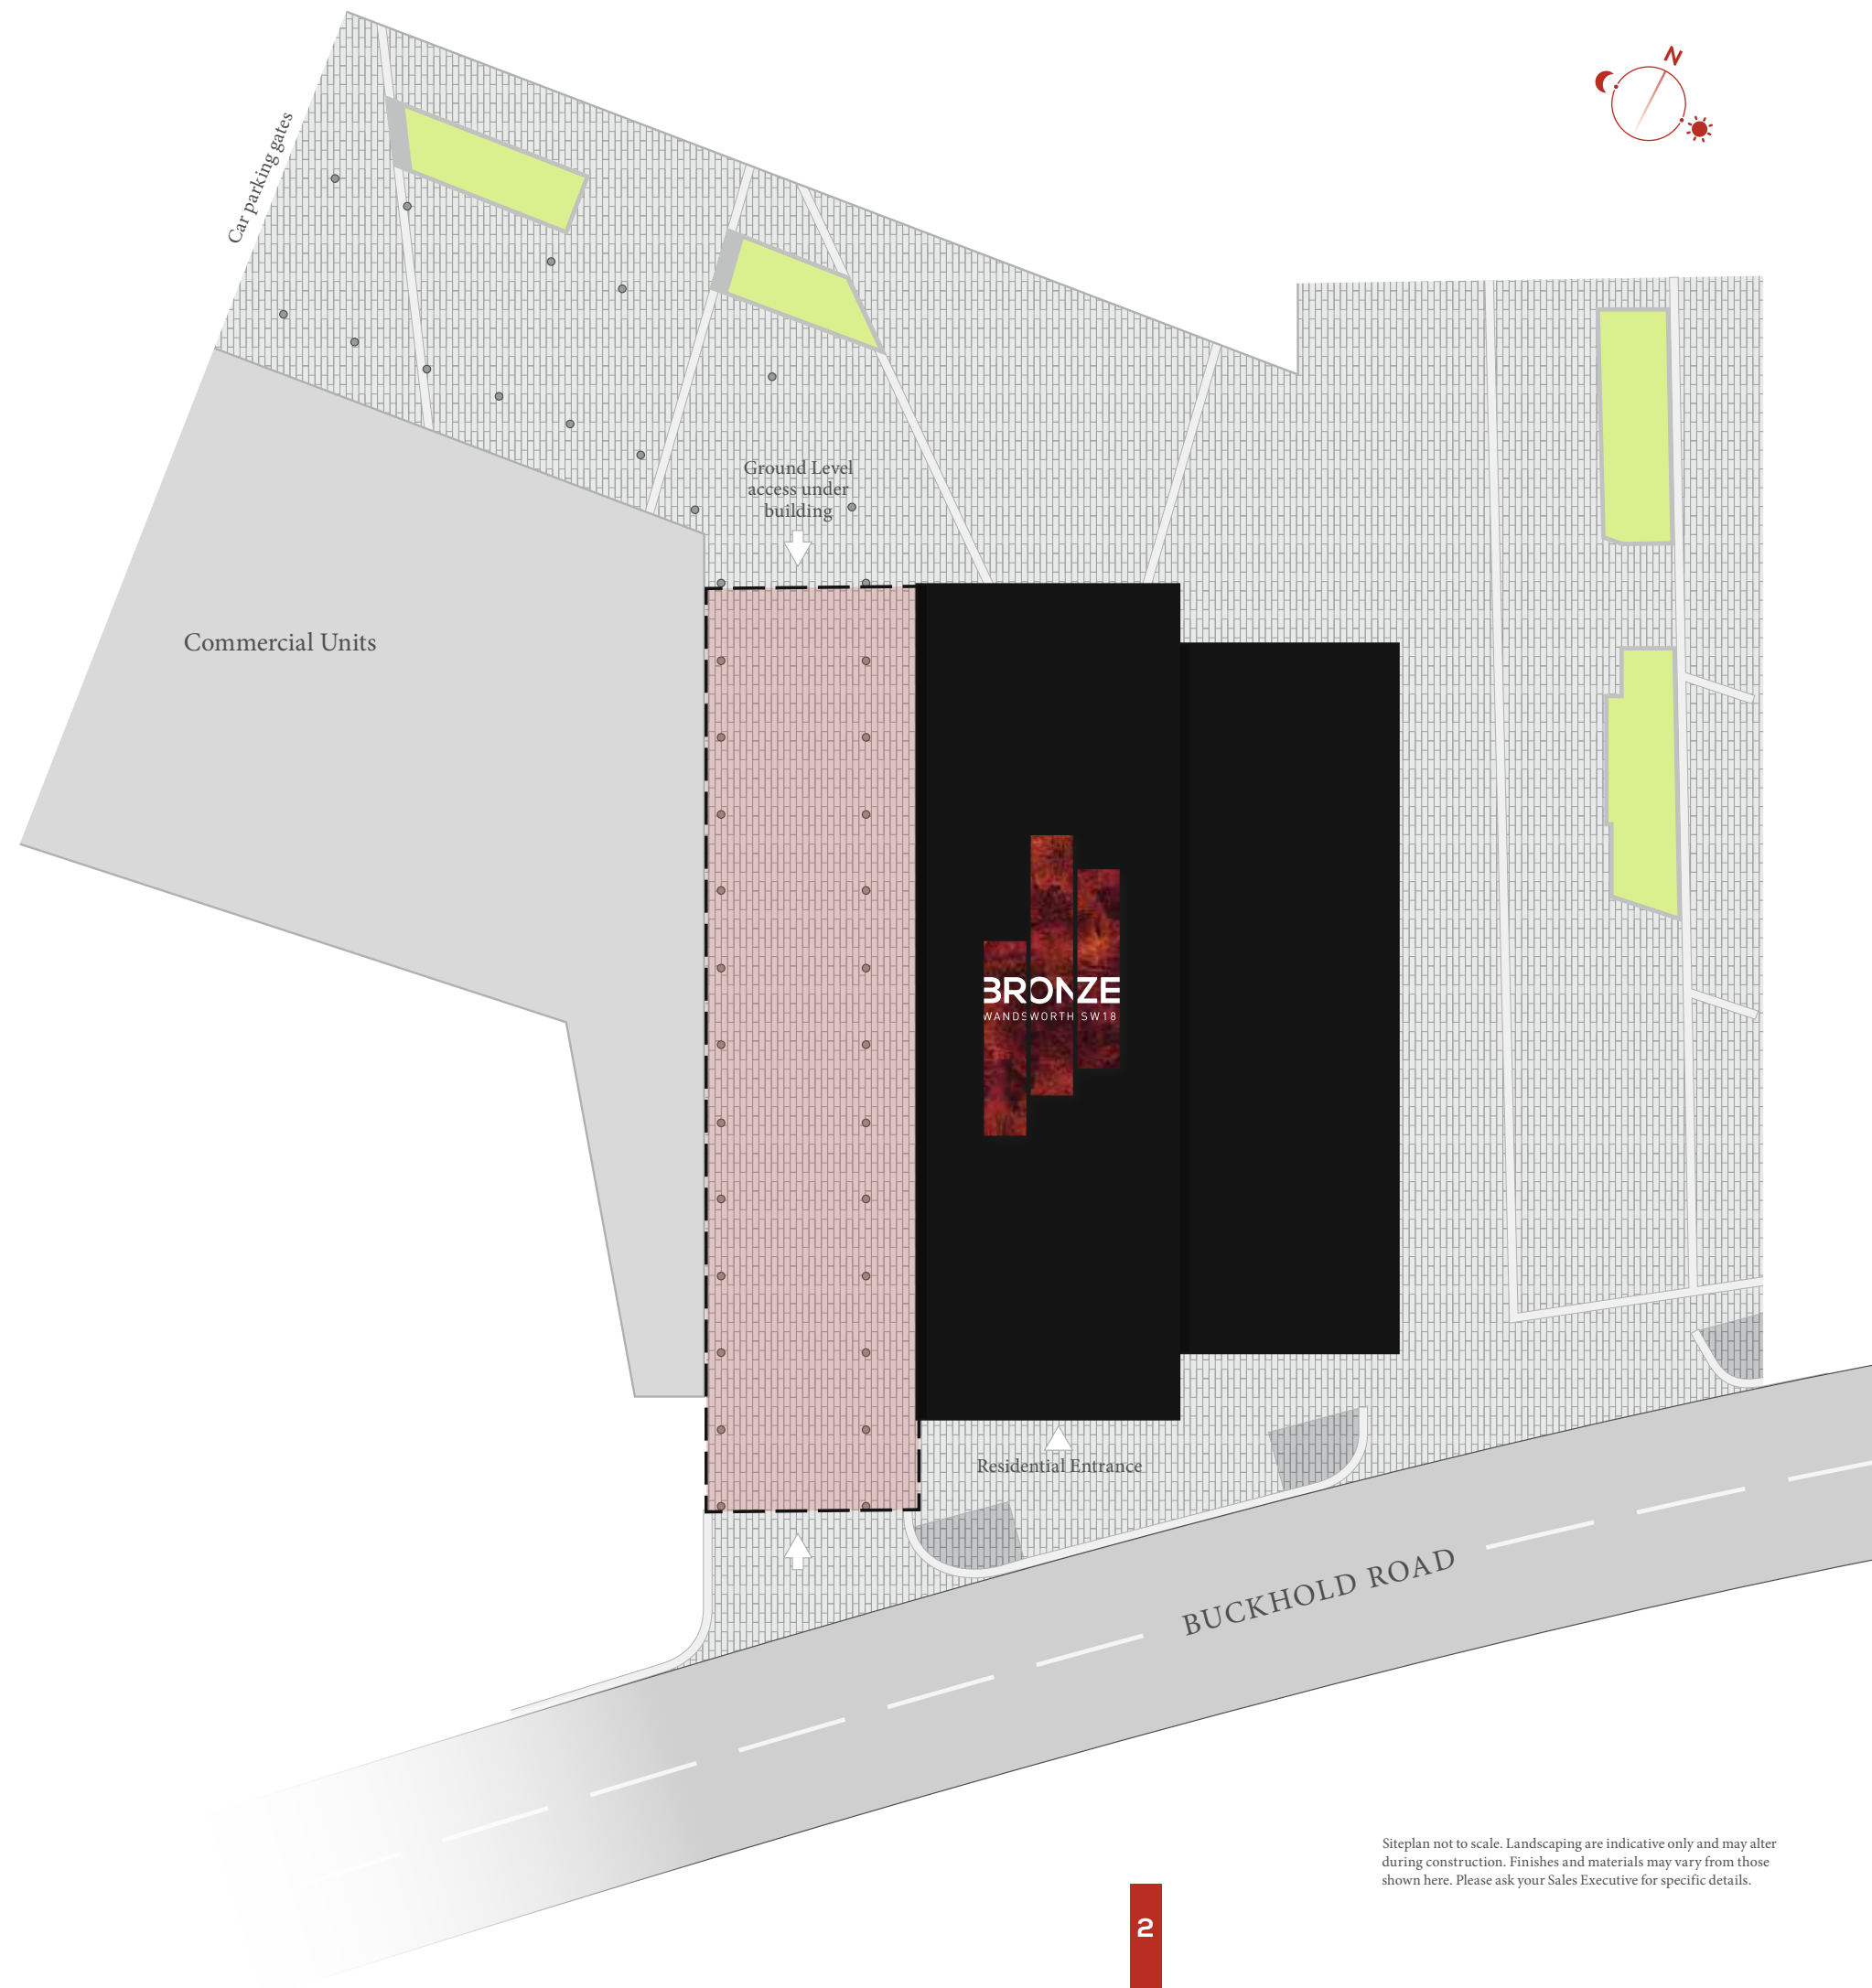 N
Car parking gates
Ground Level
access under
building
Commercial Units
BRONZE
WANDSWORTH SW18
Residential Entrance
BUCKHOLD ROAD
Siteplan not to scale. Landscaping are indicative only and may alter
during construction. Finishes and materials may vary from those
shown here. Please ask your Sales Executive for specific details.
2